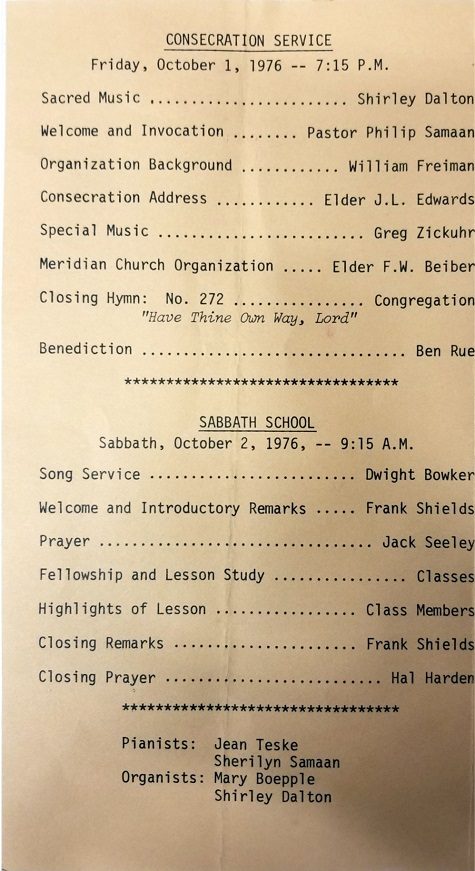 CONSECRATION SERVICE
Friday, October 1, 1976 -- 7:15 P.M.
Sacred Music ........................ Shirley Dalton
Welcome and Invocation ........ Pastor Philip Samaan
Organization Background ............ William Freiman
Consecration Address ............ Elder J.L. Edwards
Special Music ......................... Greg Zickuhr
Meridian Church Organization ..... Elder F.W. Beiber
Closing Hymn: No. 272 ................ Congregation
"Have Thine Own Way, Lord"
Benediction ................................ Ben Rue
*********************************
SABBATH SCHOOL
Sabbath, October 2, 1976, -- 9:15 A.M.
Song Service ......................... Dwight Bowker
Welcome and Introductory Remarks ..... Frank Shields
Prayer ................................. Jack Seeley
Fellowship and Lesson Study ................ Classes
Highlights of Lesson ................. Class Members
Closing Remarks ...................... Frank Shields
Closing Prayer .......................... Hal Harden
*********************************
Pianists: Jean Teske
Sherilyn Samaan
Organists: Mary Boepple
Shirley Dalton